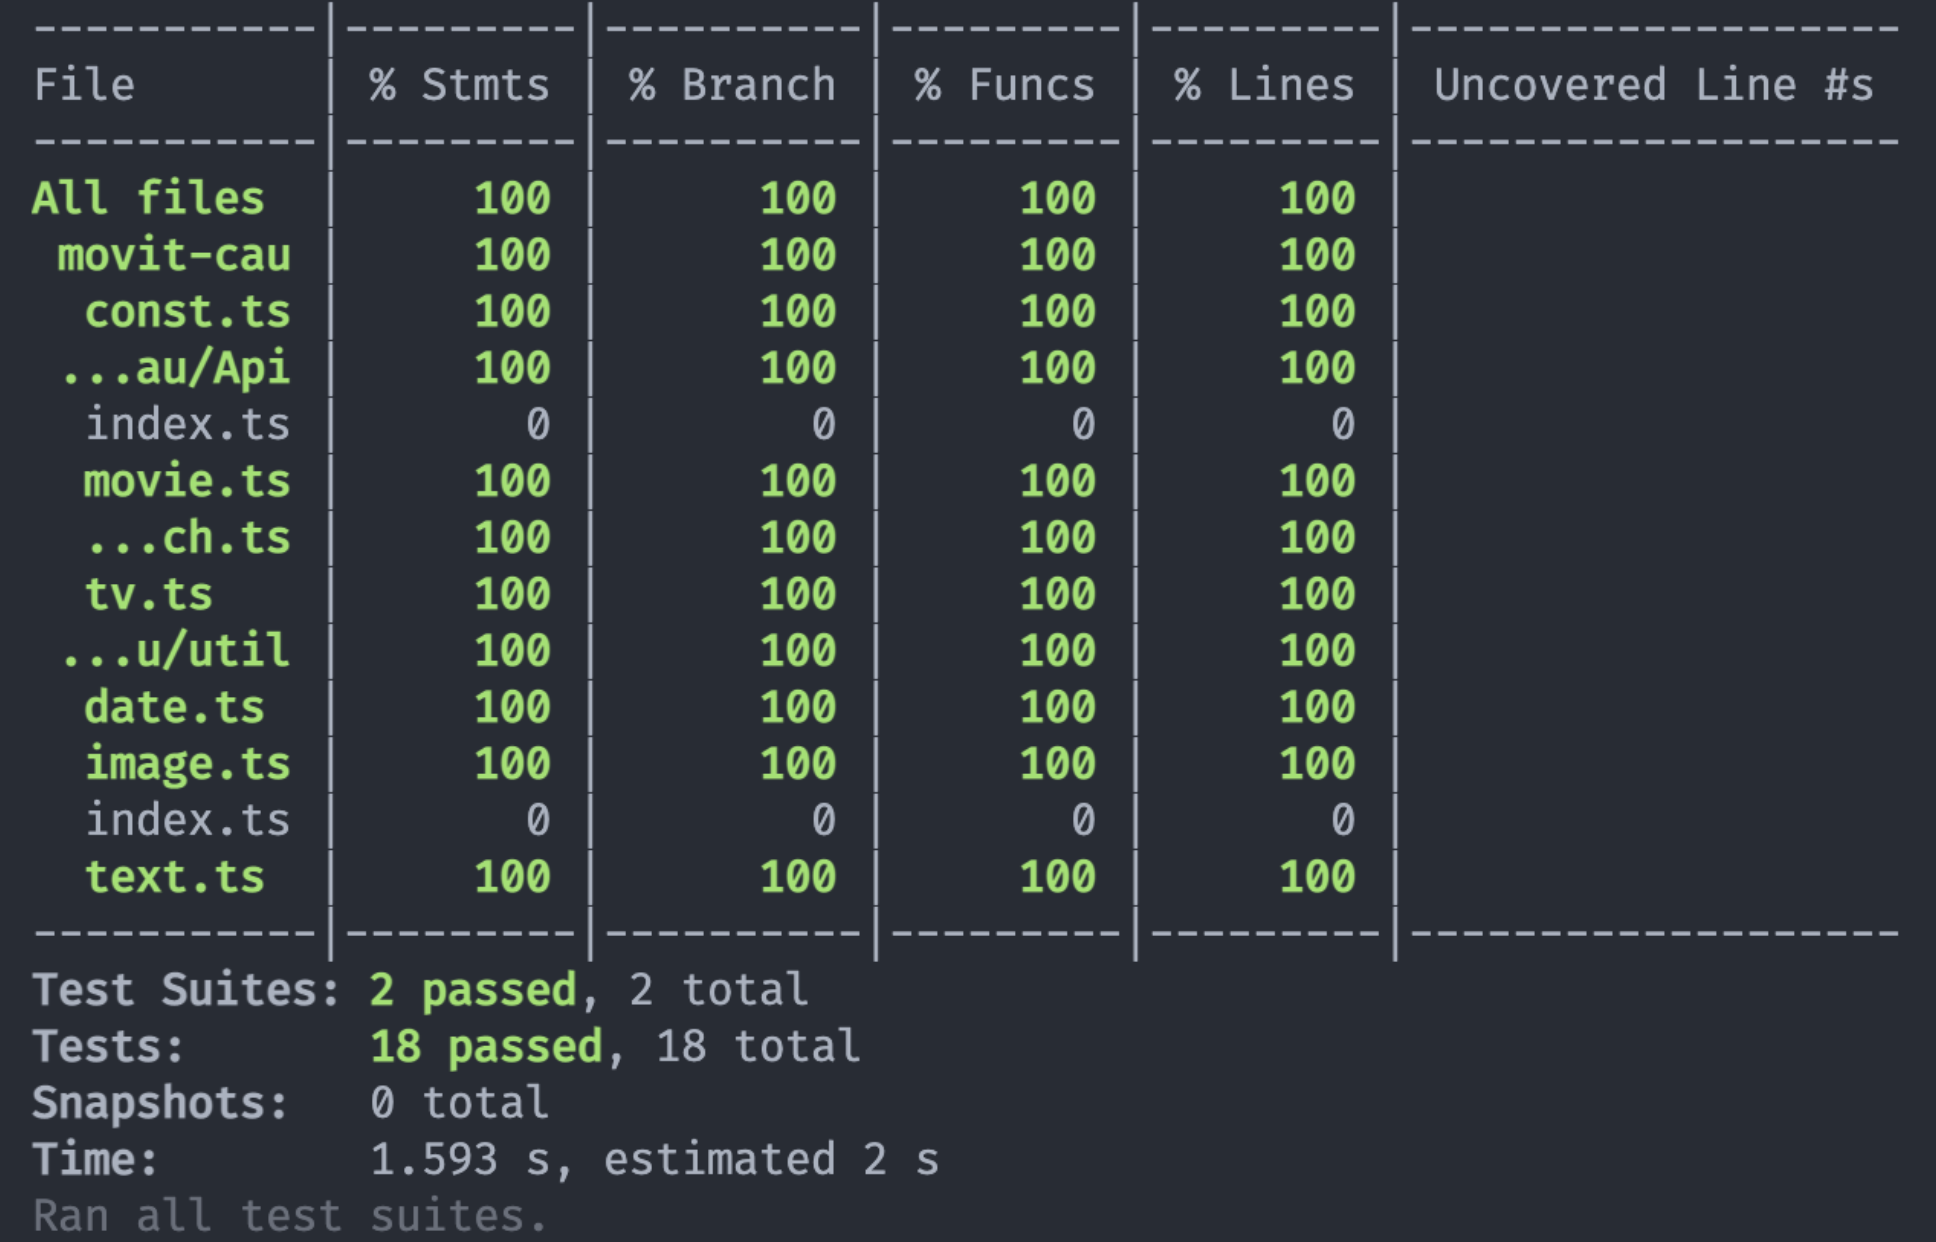 -----------|---------|----------|---------|---------|-------------------
File       | % Stmts | % Branch | % Funcs | % Lines | Uncovered Line #s
-----------|---------|----------|---------|---------|-------------------
All files  |     100 |      100 |     100 |     100 |
 movit-cau |     100 |      100 |     100 |     100 |
  const.ts |     100 |      100 |     100 |     100 |
 ...au/Api |     100 |      100 |     100 |     100 |
  index.ts |       0 |        0 |       0 |       0 |
  movie.ts |     100 |      100 |     100 |     100 |
  ...ch.ts |     100 |      100 |     100 |     100 |
  tv.ts    |     100 |      100 |     100 |     100 |
 ...u/util |     100 |      100 |     100 |     100 |
  date.ts  |     100 |      100 |     100 |     100 |
  image.ts |     100 |      100 |     100 |     100 |
  index.ts |       0 |        0 |       0 |       0 |
  text.ts  |     100 |      100 |     100 |     100 |
-----------|---------|----------|---------|---------|-------------------
Test Suites: 2 passed, 2 total
Tests:       18 passed, 18 total
Snapshots:   0 total
Time:        1.593 s, estimated 2 s
Ran all test suites.